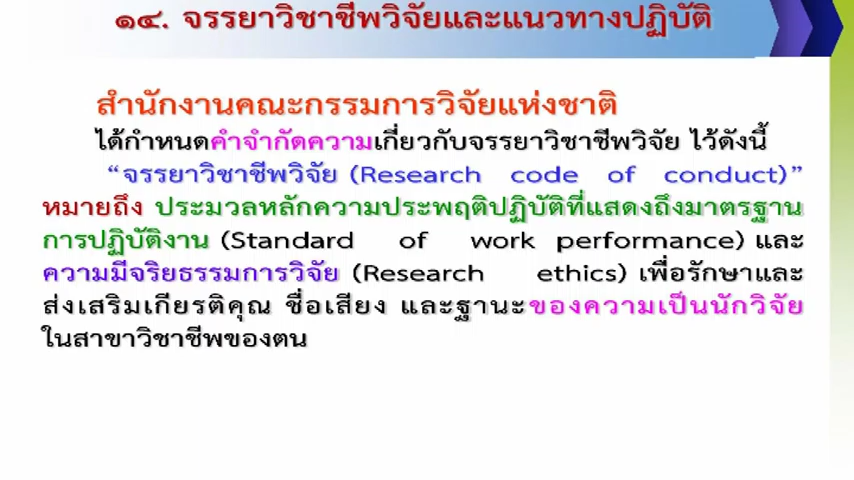 ๑๔. จรรยาวิชาชีพวิจัยและแนวทางปฏิบัติ
สำนักงานคณะกรรมการวิจัยแห่งชาติ
ได้กำหนดคำจำกัดความเกี่ยวกับจรรยาวิชาชีพวิจัย ไว้ดังนี้
“จรรยาวิชาชีพวิจัย (Research code of conduct)”
หมายถึง ประมวลหลักความประพฤติปฏิบัติที่แสดงถึงมาตรฐาน
การปฏิบัติงาน (Standard of work performance) และ
ความมีจริยธรรมการวิจัย (Research ethics) เพื่อรักษาและ
ส่งเสริมเกียรติคุณ ชื่อเสียง และฐานะของความเป็นนักวิจัย
ในสาขาวิชาชีพของตน